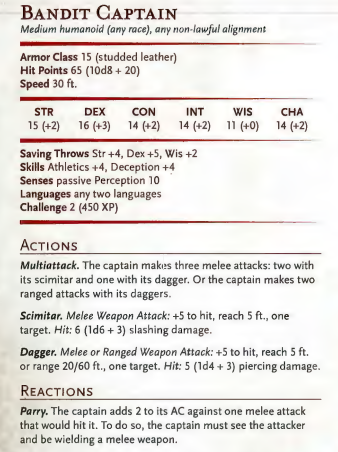 BANDIT CAPTAIN
Medium humanoid (any race), any non-lawful alignment
Armor Class 15 (studded leather)
Hit Points 65 (10d8 + 20)
Speed 30 ft.
STR DEX CON INT WIS CHA
15 (+2) 16 (+3) 14 (+2) 14 (+2) 11 (+0) 14 (+2)
Saving Throws Str +4, Dex +5, Wis +2
Skills Athletics +4, Deception +4
Senses passive Perception 10
Languages any two languages
Challenge 2 (450 XP)
ACTIONS
Multiattack. The captain makes three melee attacks: two with
its scimitar and one with its dagger. Or the captain makes two
ranged attacks with its daggers.
Scimitar. Melee Weapon Attack: +5 to hit, reach 5 ft., one
target. Hit: 6 (1d6 + 3) slashing damage.
Dagger. Melee or Ranged Weapon Attack: +5 to hit, reach 5 ft.
or range 20/60 ft., one target. Hit: 5 (1d4 + 3) piercing damage.
REACTIONS
Parry. The captain adds 2 to its AC against one melee attack
that would hit it. To do so, the captain must see the attacker
and be wielding a melee weapon.